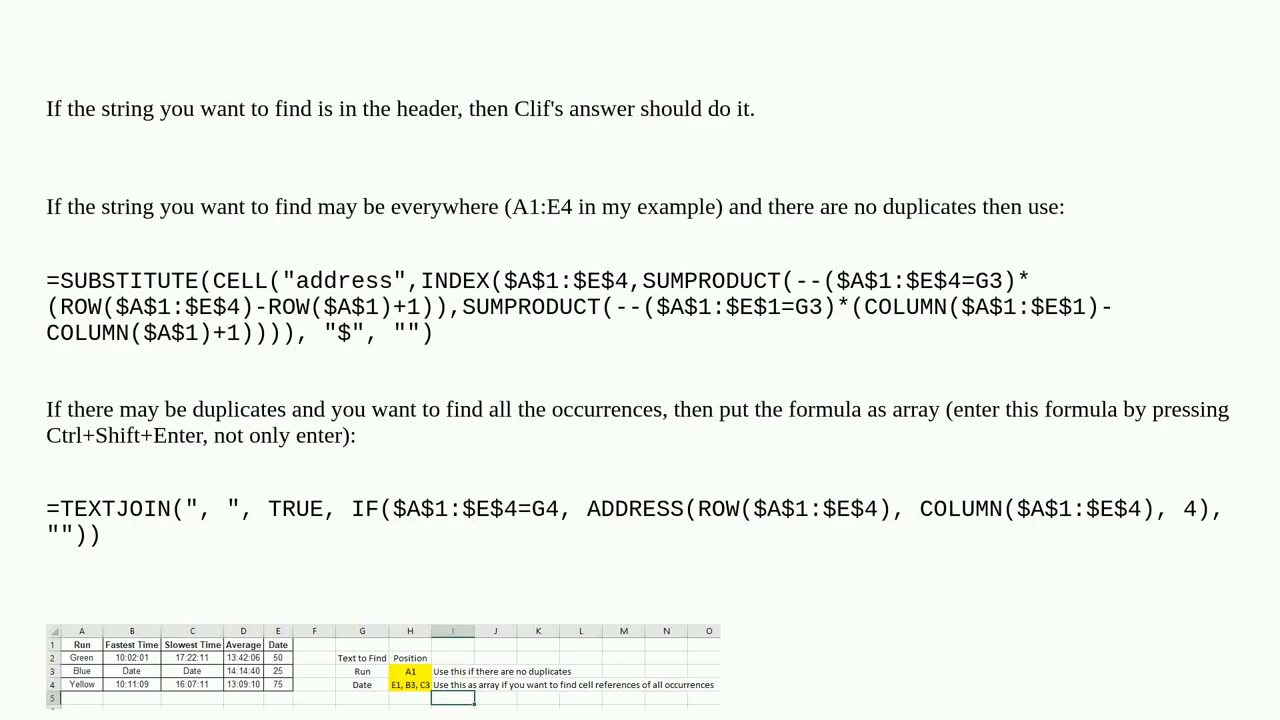 If the string you want to find is in the header, then Clif's answer should do it.
If the string you want to find may be everywhere (A1:E4 in my example) and there are no duplicates then use:
=SUBSTITUTE(CELL("address",INDEX($A$1:$E$4,SUMPRODUCT(--($A$1:$E$4=G3)*
(ROW($A$1:$E$4)-ROW($A$1)+1)),SUMPRODUCT(--($A$1:$E$1=G3)*(COLUMN($A$1:$E$1)-
COLUMN($A$1)+1)))), "$", "")
If there may be duplicates and you want to find all the occurrences, then put the formula as array (enter this formula by pressing
Ctrl+Shift+Enter, not only enter):
=TEXTJOIN(", ", TRUE, IF($A$1:$E$4=G4, ADDRESS(ROW($A$1:$E$4), COLUMN($A$1:$E$4), 4),
""))
A B C D E F G H I J K L M N O
1 Run Fastest Time Slowest Time Average Date
2 Green 10:02:01 17:22:11 13:42:06 50 Text to Find Position
3 Blue Date Date 14:14:40 25 Run A1 Use this if there are no duplicates
4 Yellow 10:11:09 16:07:11 13:09:10 75 Date E1, B3, C3 Use this as array if you want to find cell references of all occurrences
5